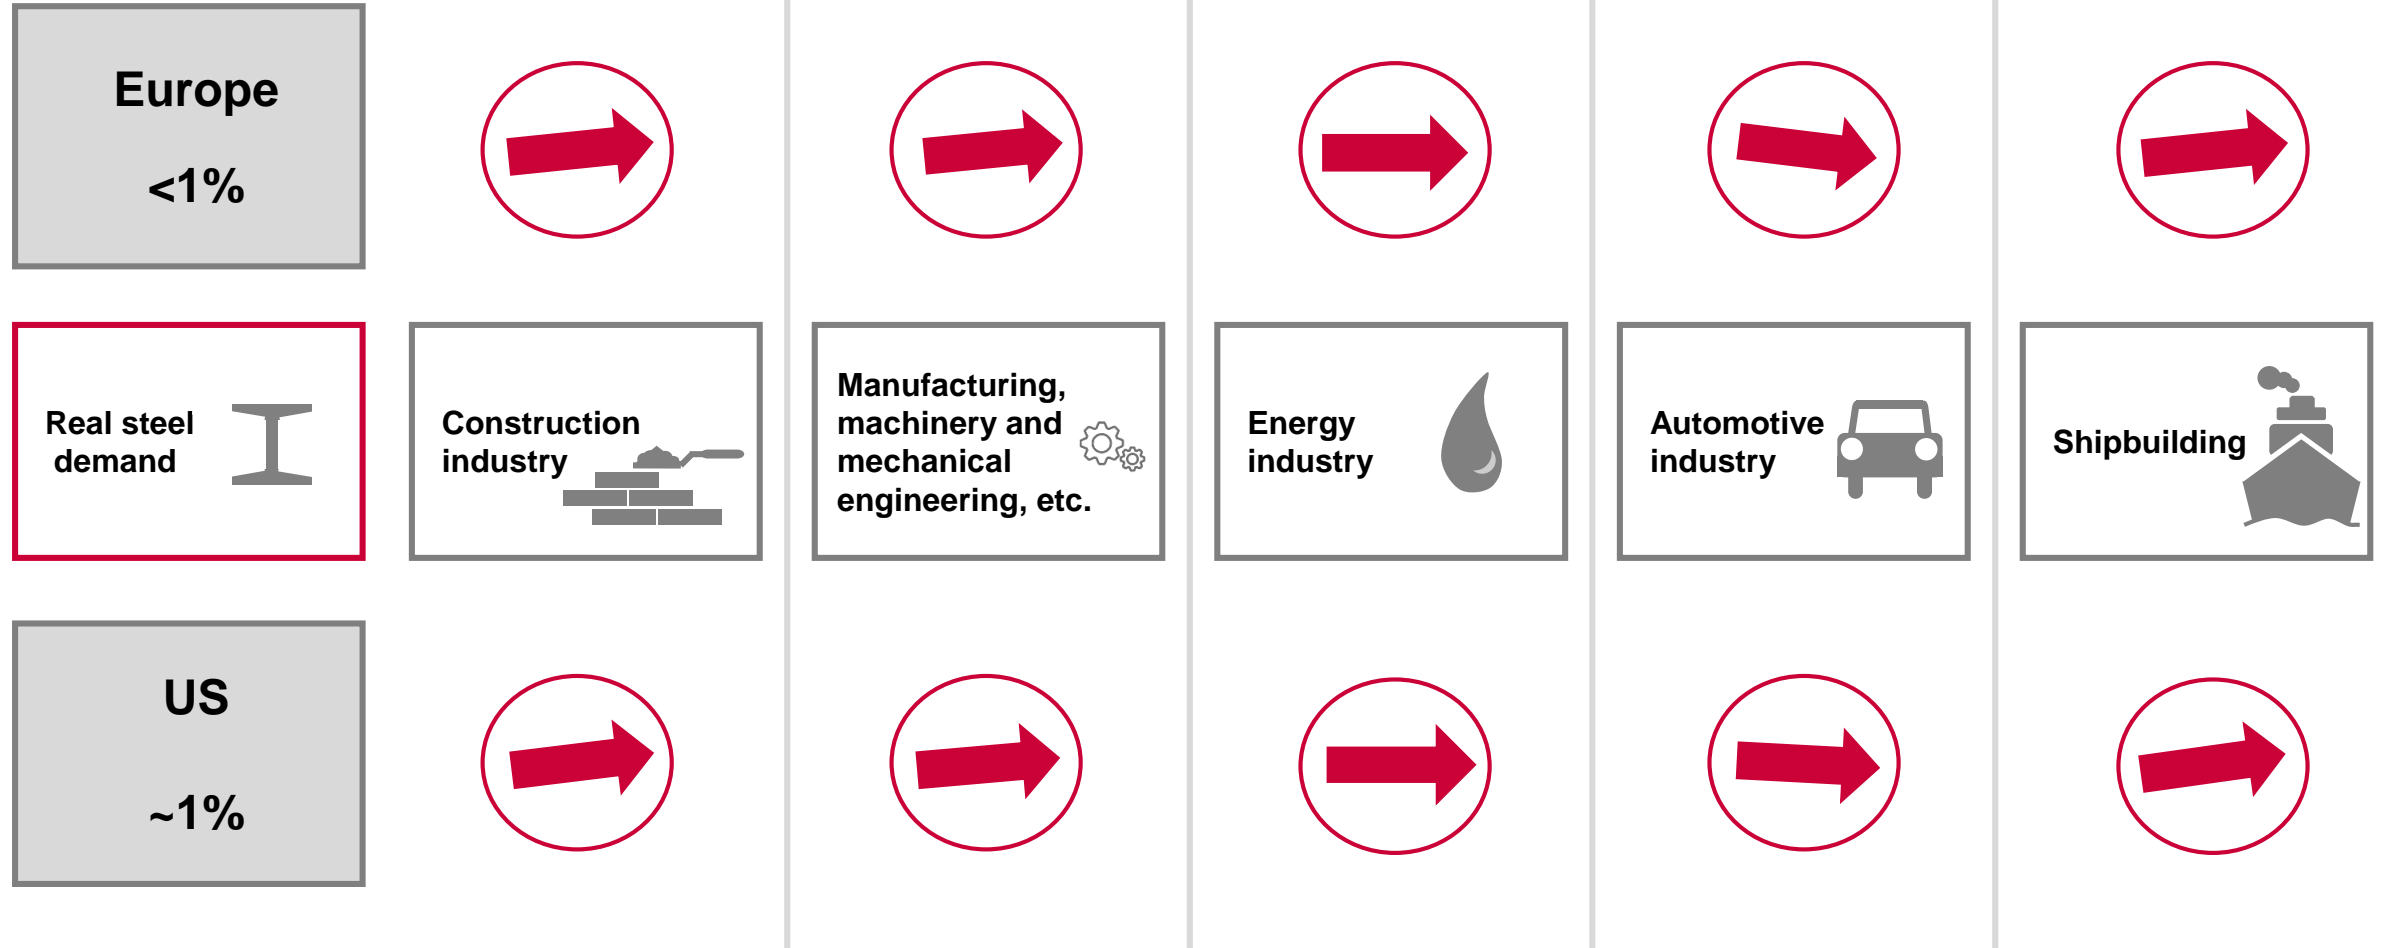 Europe
<1%
Real steel
demand
Construction
industry
Manufacturing,
machinery and
mechanical
engineering, etc.
Energy
industry
Automotive
industry
Shipbuilding
US
~1%